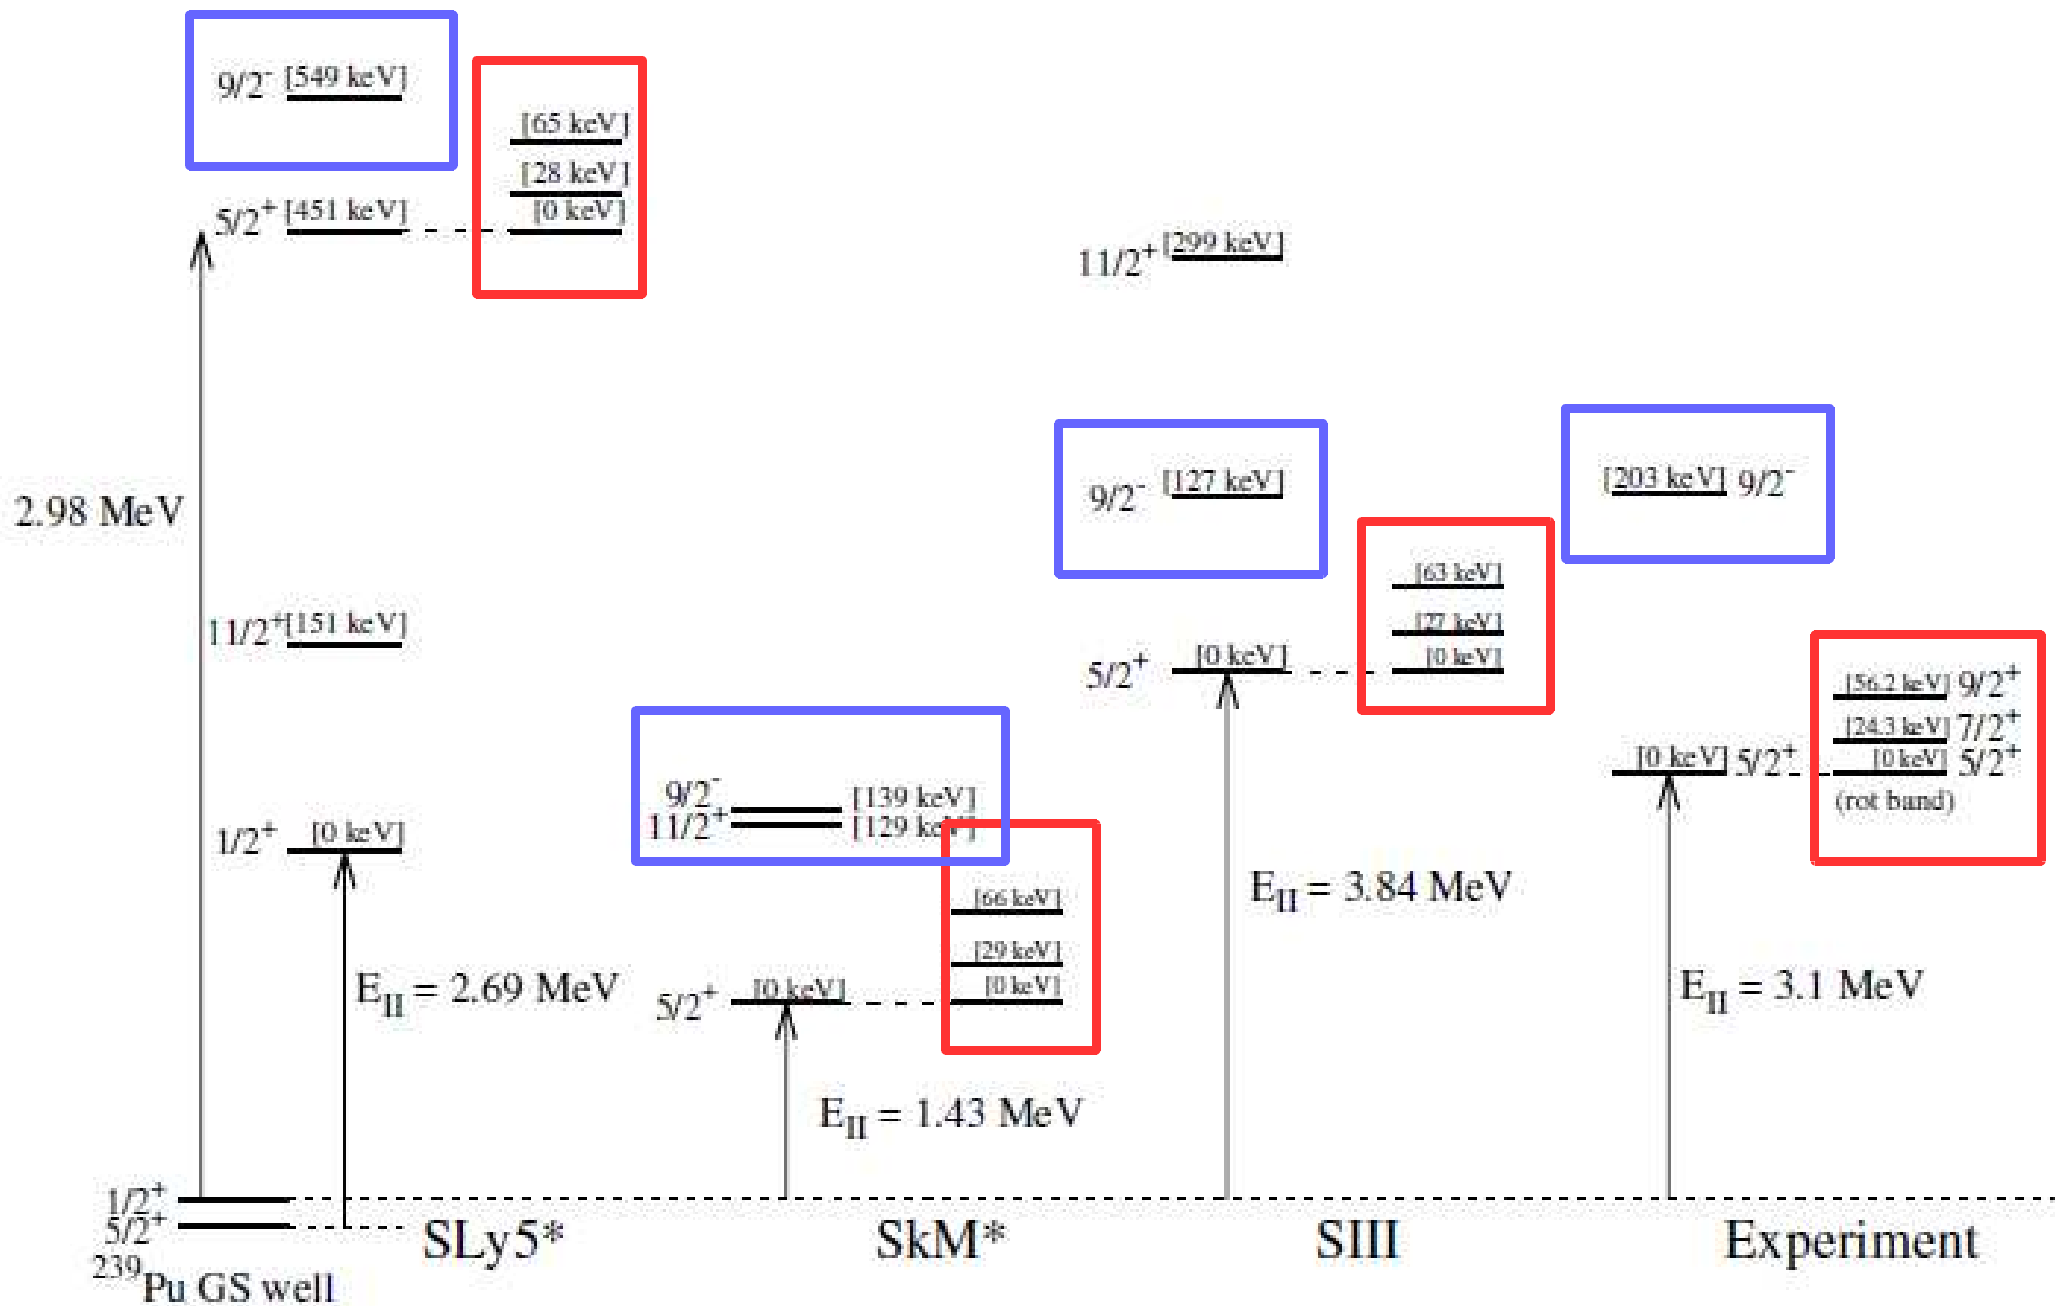 9/2⁻ [549 keV]
[65 keV]
[28 keV]
5/2⁺ [451 keV]
[0 keV]
11/2⁺ [299 keV]
9/2⁻ [127 keV]
[203 keV] 9/2⁻
2.98 MeV
[63 keV]
11/2⁺ [151 keV]
[27 keV]
5/2⁺ [0 keV]
[0 keV]
[56.2 keV] 9/2⁺
[24.3 keV] 7/2⁺
[0 keV] 5/2⁺
[0 keV] 5/2⁺
(rot band)
9/2⁻ [139 keV]
11/2⁺ [129 keV]
1/2⁺ [0 keV]
E_II = 3.84 MeV
[66 keV]
[29 keV]
E_II = 2.69 MeV
5/2⁺ [0 keV]
[0 keV]
E_II = 3.1 MeV
E_II = 1.43 MeV
1/2⁺
5/2⁺
SLy5*
SkM*
SIII
Experiment
²³⁹Pu GS well